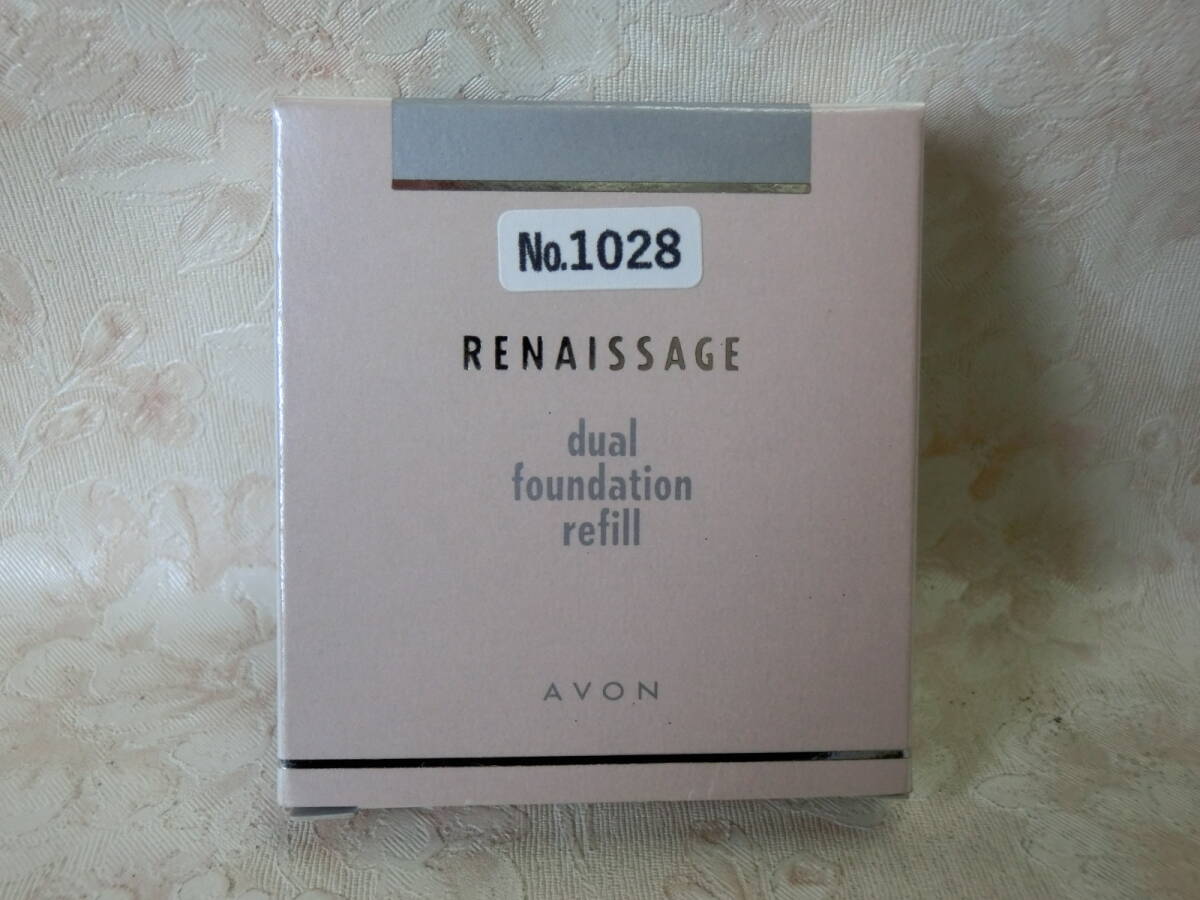 No.1028
RENAISSAGE
dual
foundation
refill
AVON